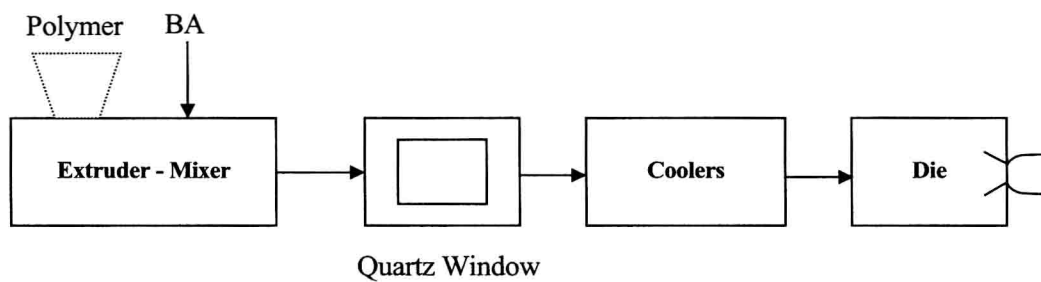 Polymer
BA
Extruder - Mixer
Coolers
Die
Quartz Window